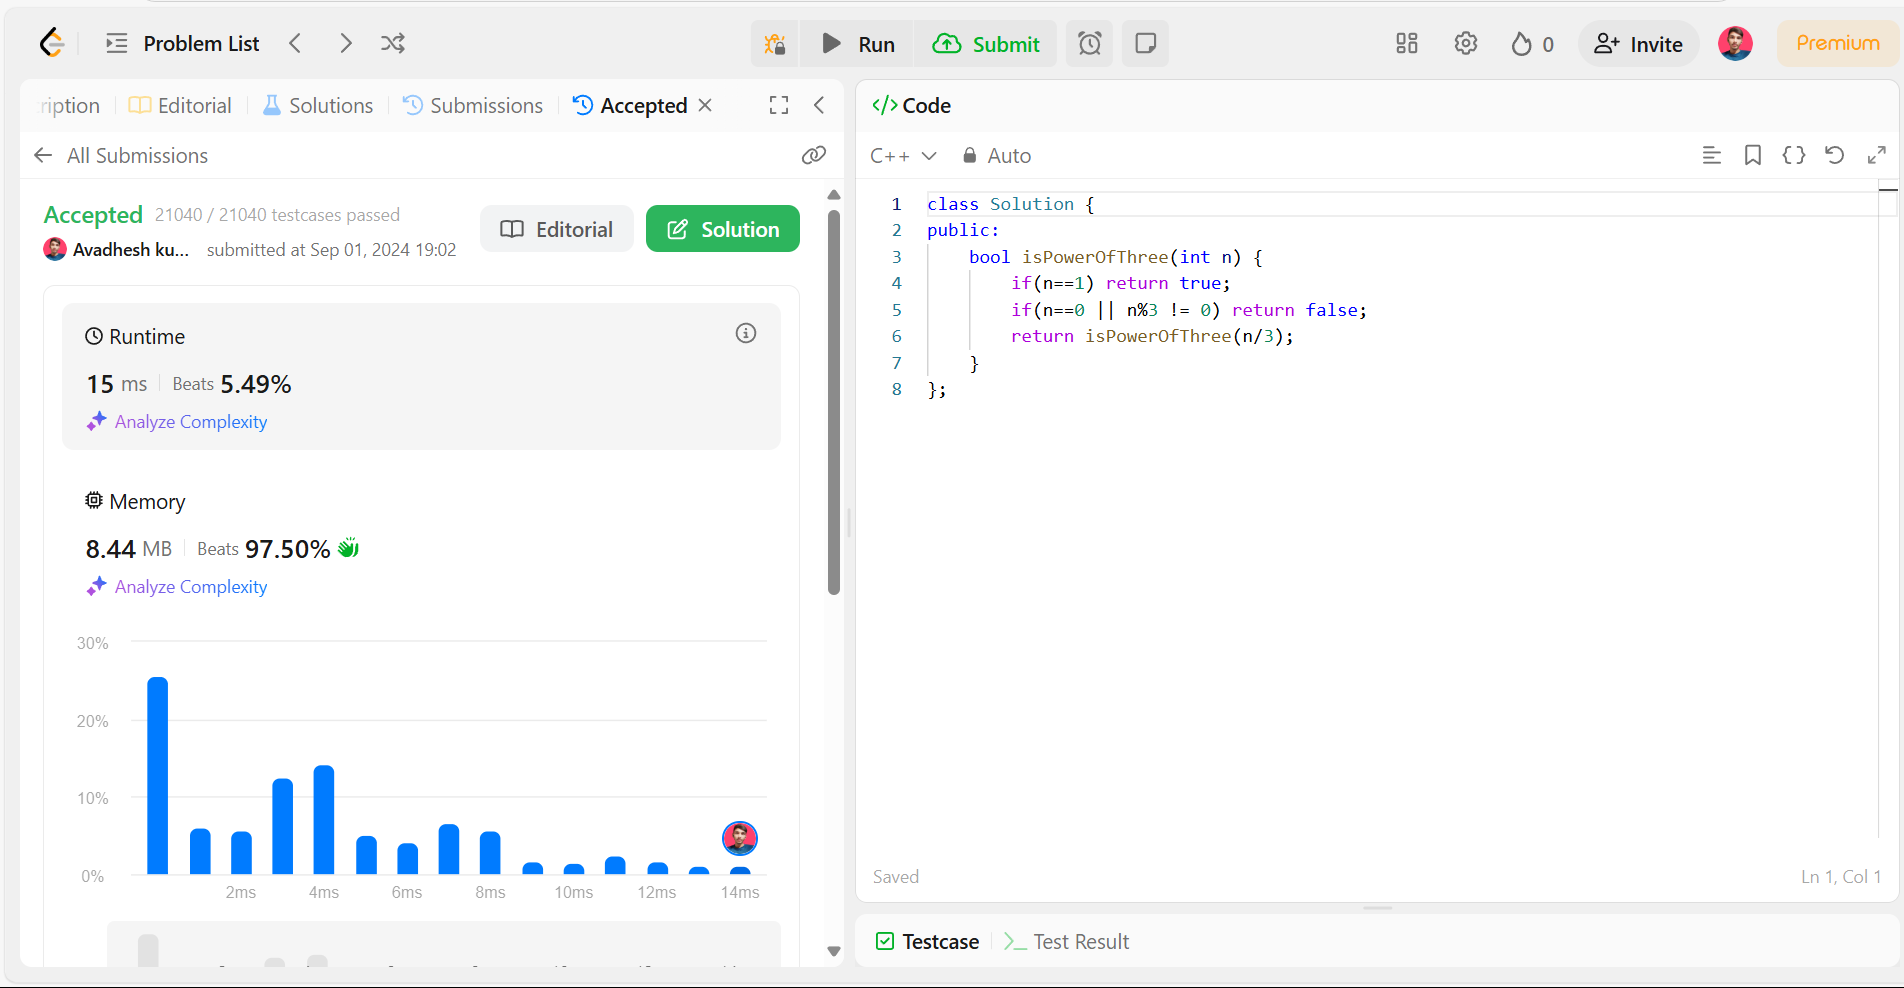 Problem List
Run
Submit
0
Invite
Premium
ription
Editorial
Solutions
Submissions
Accepted
All Submissions
Accepted 21040 / 21040 testcases passed
Avadhesh ku... submitted at Sep 01, 2024 19:02
Editorial
Solution
Runtime
15 ms Beats 5.49%
Analyze Complexity
Memory
8.44 MB Beats 97.50%
Analyze Complexity
30%
20%
10%
0%
2ms 4ms 6ms 8ms 10ms 12ms 14ms
</> Code
C++ Auto
1 class Solution {
2 public:
3 bool isPowerOfThree(int n) {
4 if(n==1) return true;
5 if(n==0 || n%3 != 0) return false;
6 return isPowerOfThree(n/3);
7 }
8 };
Saved
Ln 1, Col 1
Testcase
Test Result